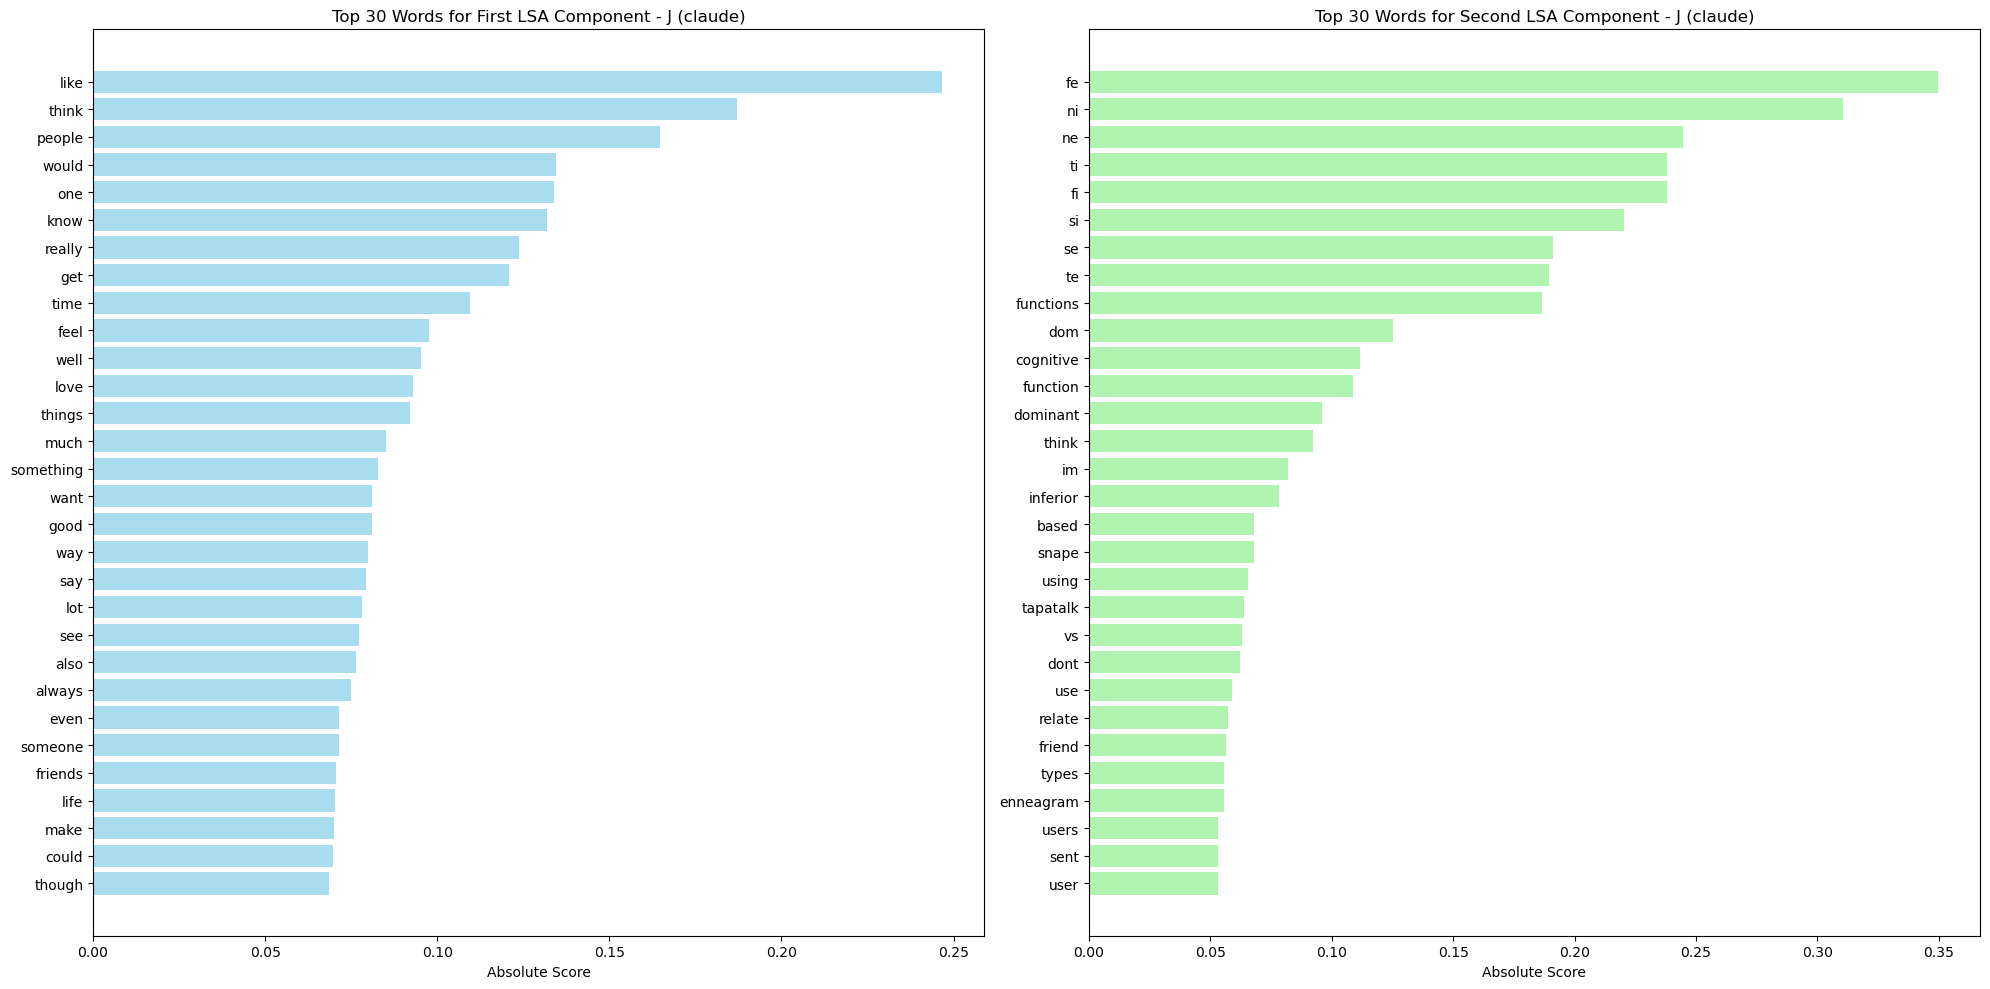 Top 30 Words for First LSA Component - J (claude)
like
think
people
would
one
know
really
get
time
feel
well
love
things
much
something
want
good
way
say
lot
see
also
always
even
someone
friends
life
make
could
though
0.00 0.05 0.10 0.15 0.20 0.25
Absolute Score
Top 30 Words for Second LSA Component - J (claude)
fe
ni
ne
ti
fi
si
se
te
functions
dom
cognitive
function
dominant
think
im
inferior
based
snape
using
tapatalk
vs
dont
use
relate
friend
types
enneagram
users
sent
user
0.00 0.05 0.10 0.15 0.20 0.25 0.30 0.35
Absolute Score